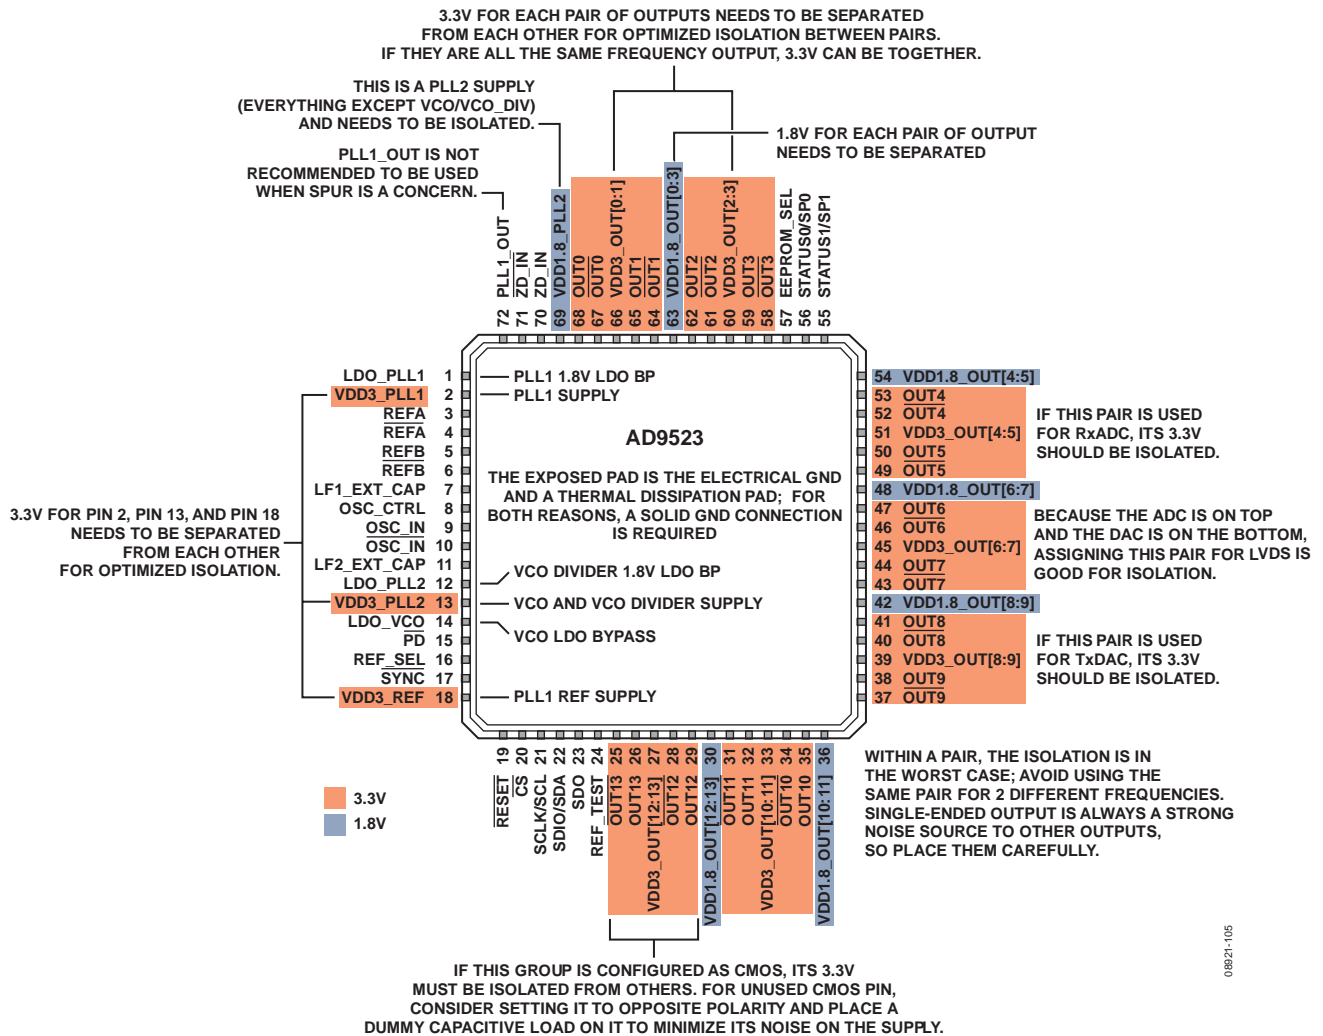 3.3V FOR EACH PAIR OF OUTPUTS NEEDS TO BE SEPARATED
FROM EACH OTHER FOR OPTIMIZED ISOLATION BETWEEN PAIRS.
IF THEY ARE ALL THE SAME FREQUENCY OUTPUT, 3.3V CAN BE TOGETHER.
THIS IS A PLL2 SUPPLY
(EVERYTHING EXCEPT VCO/VCO_DIV)
AND NEEDS TO BE ISOLATED.
1.8V FOR EACH PAIR OF OUTPUT
NEEDS TO BE SEPARATED
PLL1_OUT IS NOT
RECOMMENDED TO BE USED
WHEN SPUR IS A CONCERN.
72 PLL1_OUT
71 ZD_IN
70 ZD_IN
69 VDD1.8_PLL2
68 OUT0
67 OUT0
66 VDD3_OUT[0:1]
65 OUT1
64 OUT1
63 VDD1.8_OUT[0:3]
62 OUT2
61 OUT2
60 VDD3_OUT[2:3]
59 OUT3
58 OUT3
57 EEPROM_SEL
56 STATUS0/SP0
55 STATUS1/SP1
LDO_PLL1 1
VDD3_PLL1 2
REFA 3
REFA 4
REFB 5
REFB 6
LF1_EXT_CAP 7
OSC_CTRL 8
OSC_IN 9
OSC_IN 10
LF2_EXT_CAP 11
LDO_PLL2 12
VDD3_PLL2 13
LDO_VCO 14
PD 15
REF_SEL 16
SYNC 17
VDD3_REF 18
3.3V FOR PIN 2, PIN 13, AND PIN 18
NEEDS TO BE SEPARATED
FROM EACH OTHER
FOR OPTIMIZED ISOLATION.
PLL1 1.8V LDO BP
PLL1 SUPPLY
AD9523
THE EXPOSED PAD IS THE ELECTRICAL GND
AND A THERMAL DISSIPATION PAD; FOR
BOTH REASONS, A SOLID GND CONNECTION
IS REQUIRED
VCO DIVIDER 1.8V LDO BP
VCO AND VCO DIVIDER SUPPLY
VCO LDO BYPASS
PLL1 REF SUPPLY
54 VDD1.8_OUT[4:5]
53 OUT4
52 OUT4
51 VDD3_OUT[4:5]
50 OUT5
49 OUT5
48 VDD1.8_OUT[6:7]
47 OUT6
46 OUT6
45 VDD3_OUT[6:7]
44 OUT7
43 OUT7
42 VDD1.8_OUT[8:9]
41 OUT8
40 OUT8
39 VDD3_OUT[8:9]
38 OUT9
37 OUT9
IF THIS PAIR IS USED
FOR RxADC, ITS 3.3V
SHOULD BE ISOLATED.
BECAUSE THE ADC IS ON TOP
AND THE DAC IS ON THE BOTTOM,
ASSIGNING THIS PAIR FOR LVDS IS
GOOD FOR ISOLATION.
IF THIS PAIR IS USED
FOR TxDAC, ITS 3.3V
SHOULD BE ISOLATED.
RESET 19
CS 20
SCLK/SCL 21
SDIO/SDA 22
SDO 23
REF_TEST 24
OUT13 25
OUT13 26
VDD3_OUT[12:13] 27
OUT12 28
OUT12 29
VDD1.8_OUT[12:13] 30
OUT11 31
OUT11 32
VDD3_OUT[10:11] 33
OUT10 34
OUT10 35
VDD1.8_OUT[10:11] 36
3.3V
1.8V
WITHIN A PAIR, THE ISOLATION IS IN
THE WORST CASE; AVOID USING THE
SAME PAIR FOR 2 DIFFERENT FREQUENCIES.
SINGLE-ENDED OUTPUT IS ALWAYS A STRONG
NOISE SOURCE TO OTHER OUTPUTS,
SO PLACE THEM CAREFULLY.
IF THIS GROUP IS CONFIGURED AS CMOS, ITS 3.3V
MUST BE ISOLATED FROM OTHERS. FOR UNUSED CMOS PIN,
CONSIDER SETTING IT TO OPPOSITE POLARITY AND PLACE A
DUMMY CAPACITIVE LOAD ON IT TO MINIMIZE ITS NOISE ON THE SUPPLY.
08921-105